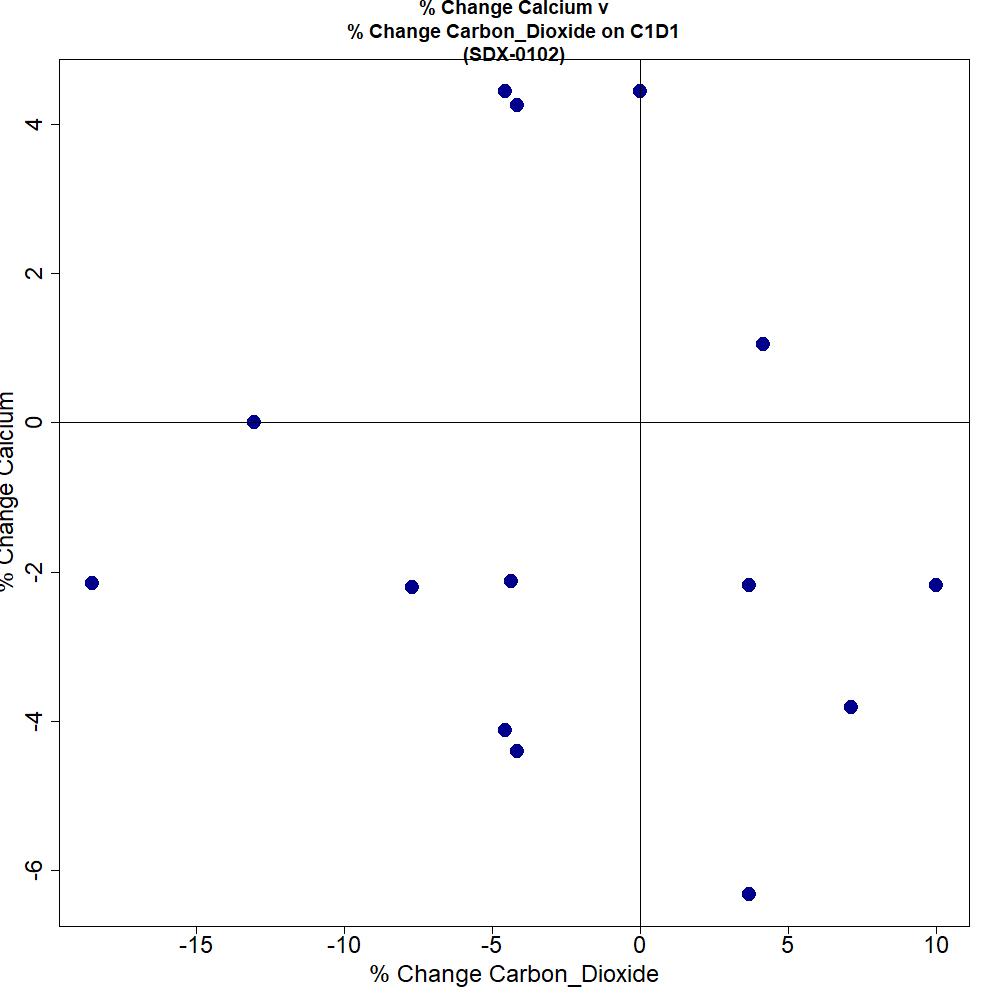 % Change Calcium v
% Change Carbon_Dioxide on C1D1
(SDX-0102)
4
2
0
-2
-4
-6
% Change Calcium
-15 -10 -5 0 5 10
% Change Carbon_Dioxide